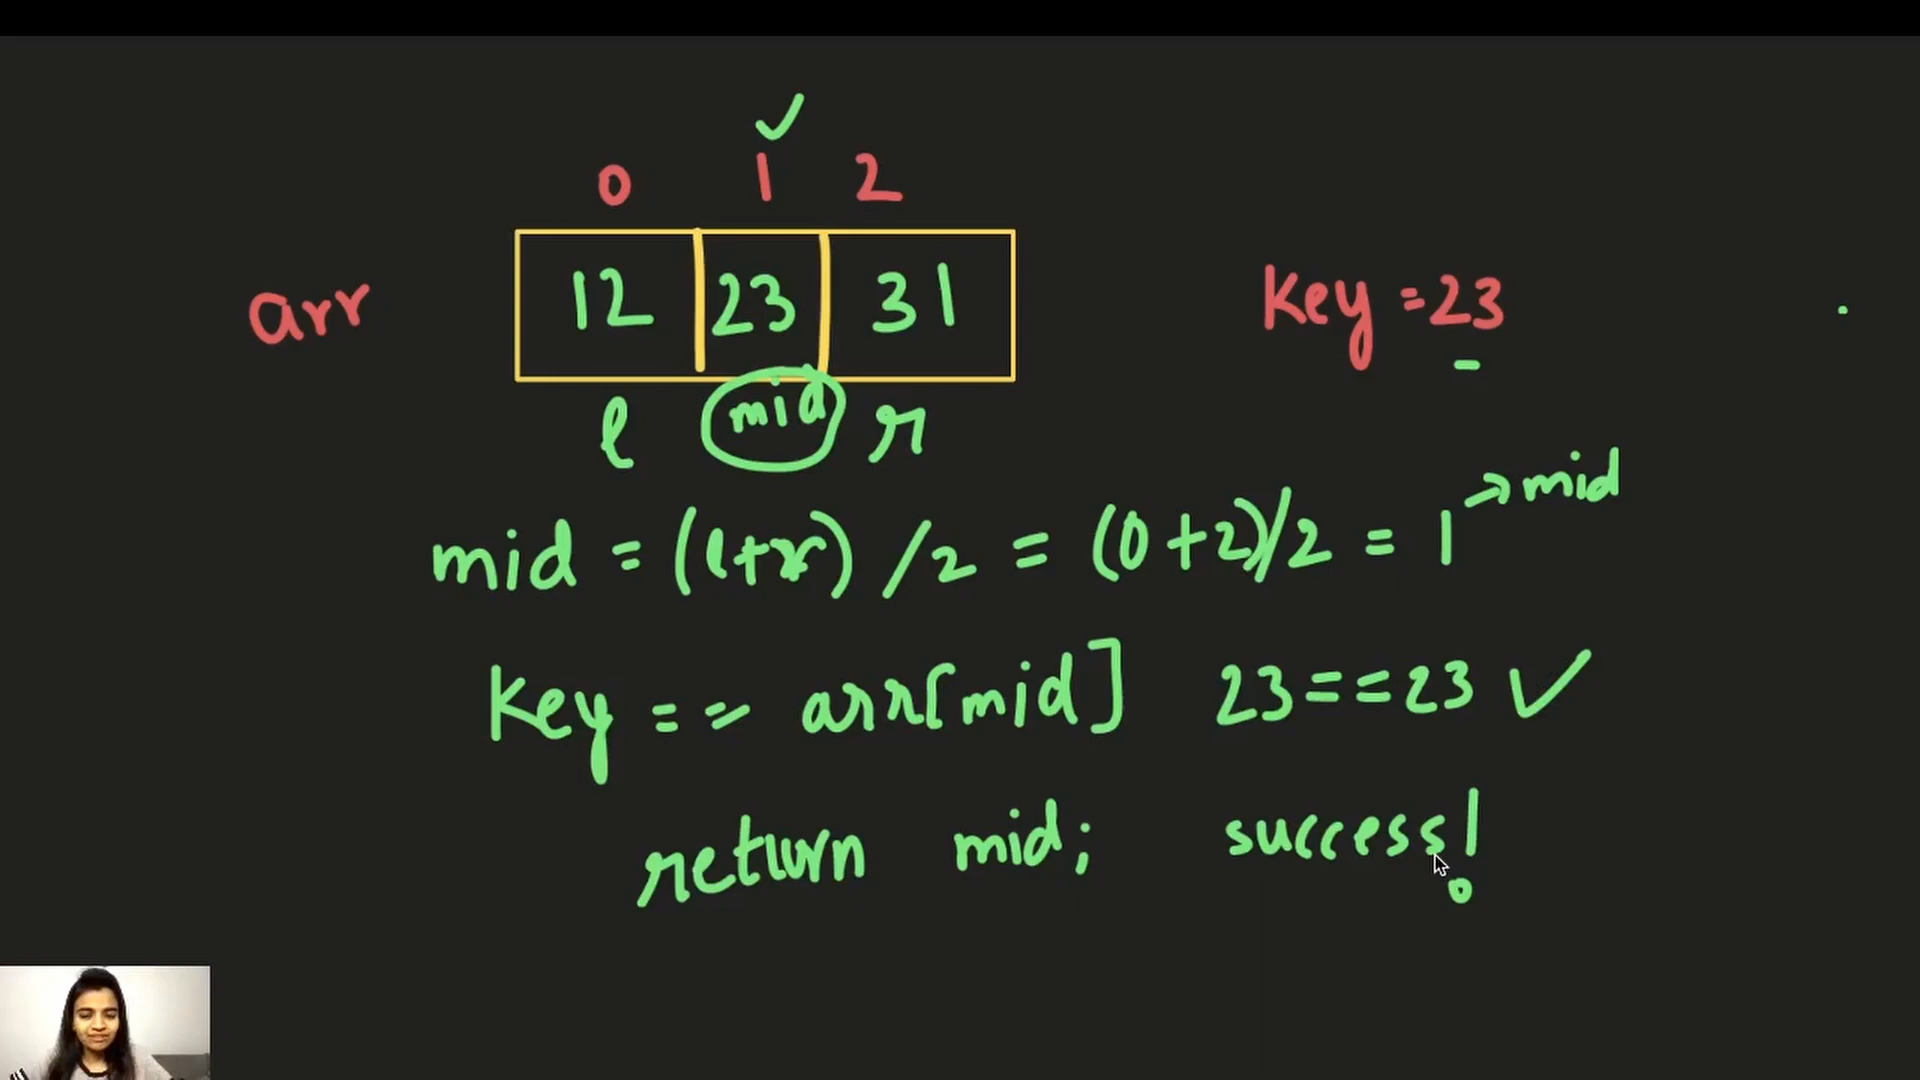 0 1 2
arr 12 23 31 Key = 23
l mid r
mid = (l+r) /2 = (0+2)/2 = 1 → mid
Key == arr[mid] 23==23 ✓
return mid; success!